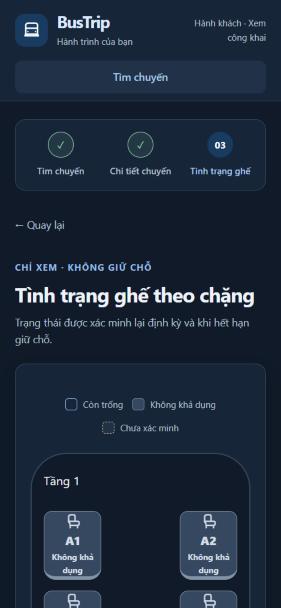 BusTrip
Hành trình của bạn
Hành khách · Xem
công khai
Tìm chuyến
✓ ✓ 03
Tìm chuyến Chi tiết chuyến Tình trạng ghế
← Quay lại
CHỈ XEM · KHÔNG GIỮ CHỖ
Tình trạng ghế theo chặng
Trạng thái được xác minh lại định kỳ và khi hết hạn
giữ chỗ.
Còn trống Không khả dụng
Chưa xác minh
Tầng 1
A1 A2
Không khả Không khả
dụng dụng